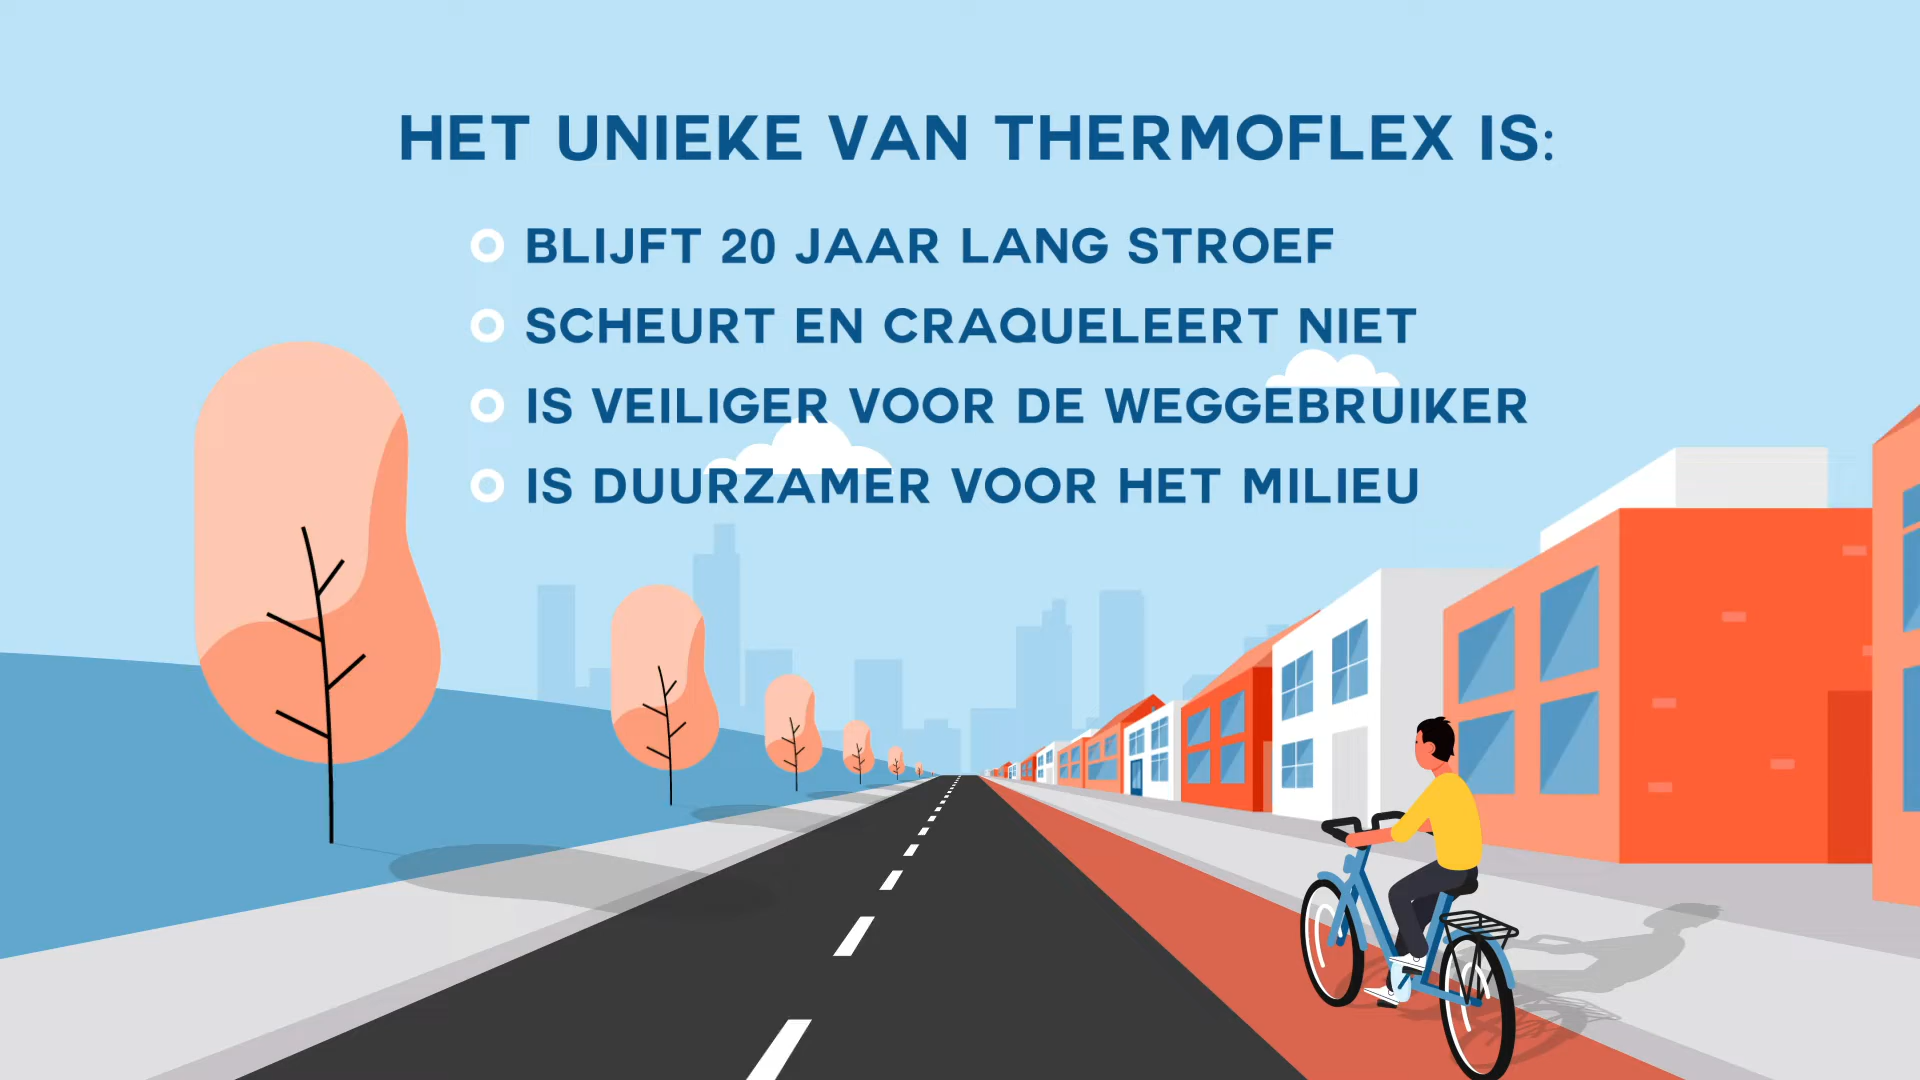 HET UNIEKE VAN THERMOFLEX IS:
BLIJFT 20 JAAR LANG STROEF
SCHEURT EN CRAQUELEERT NIET
IS VEILIGER VOOR DE WEGGEBRUIKER
IS DUURZAMER VOOR HET MILIEU